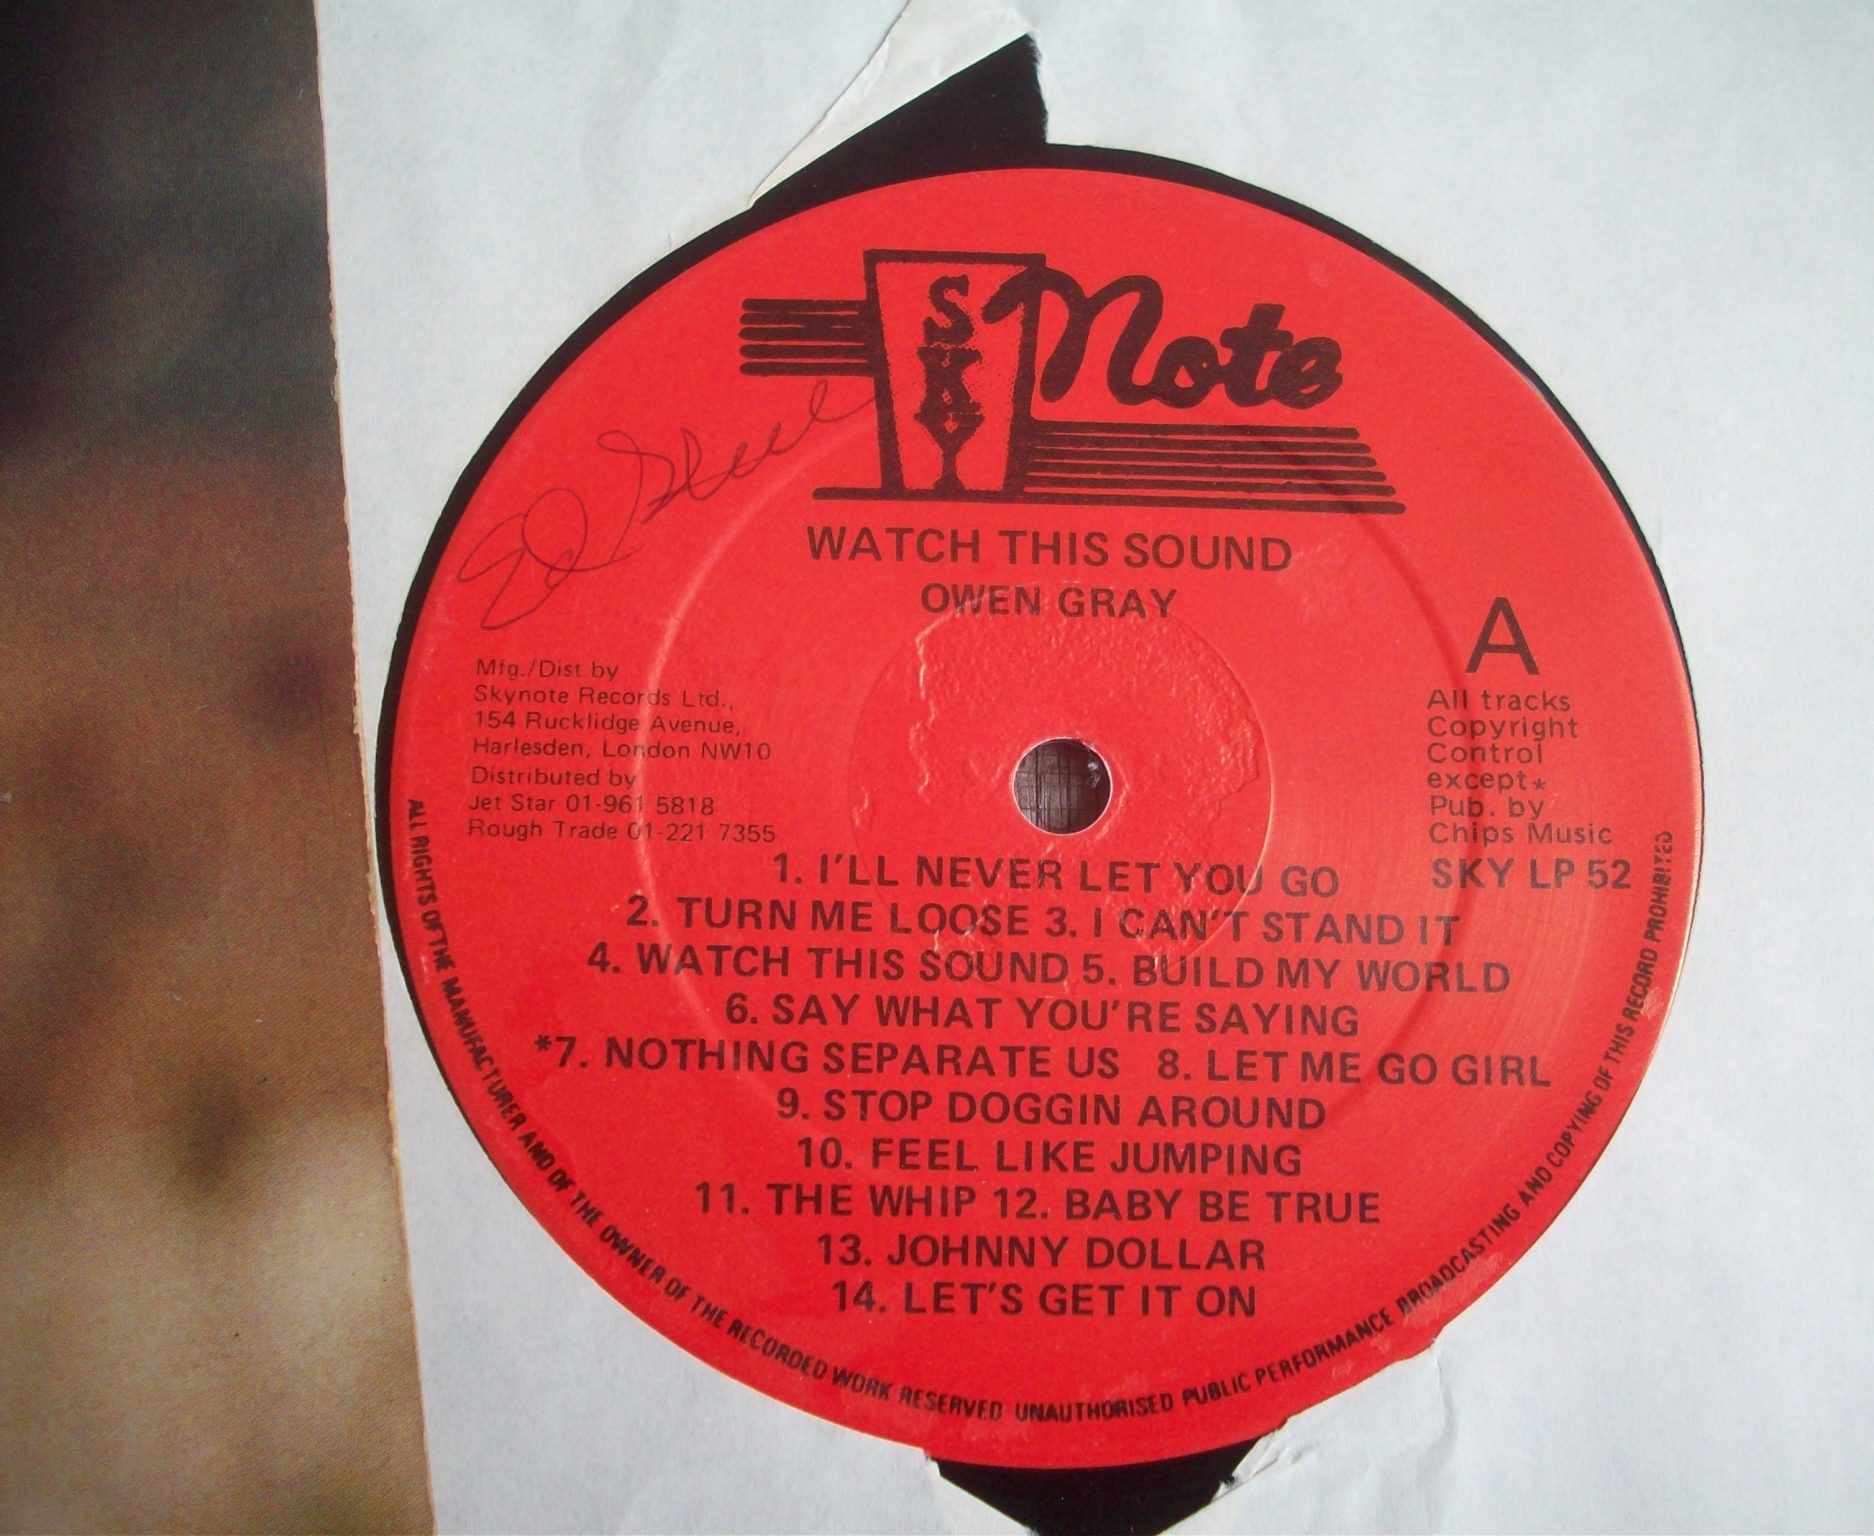 SKY Note
WATCH THIS SOUND
OWEN GRAY
A
Mfg./Dist by
Skynote Records Ltd.,
154 Rucklidge Avenue,
Harlesden, London NW10
Distributed by
Jet Star 01-961 5818
Rough Trade 01-221 7355
All tracks
Copyright
Control
except*
Pub. by
Chips Music
SKY LP 52
1. I'LL NEVER LET YOU GO
2. TURN ME LOOSE 3. I CAN'T STAND IT
4. WATCH THIS SOUND 5. BUILD MY WORLD
6. SAY WHAT YOU'RE SAYING
*7. NOTHING SEPARATE US 8. LET ME GO GIRL
9. STOP DOGGIN AROUND
10. FEEL LIKE JUMPING
11. THE WHIP 12. BABY BE TRUE
13. JOHNNY DOLLAR
14. LET'S GET IT ON
ALL RIGHTS OF THE MANUFACTURER AND OF THE OWNER OF THE RECORDED WORK RESERVED UNAUTHORISED PUBLIC PERFORMANCE BROADCASTING AND COPYING OF THIS RECORD PROHIBITED